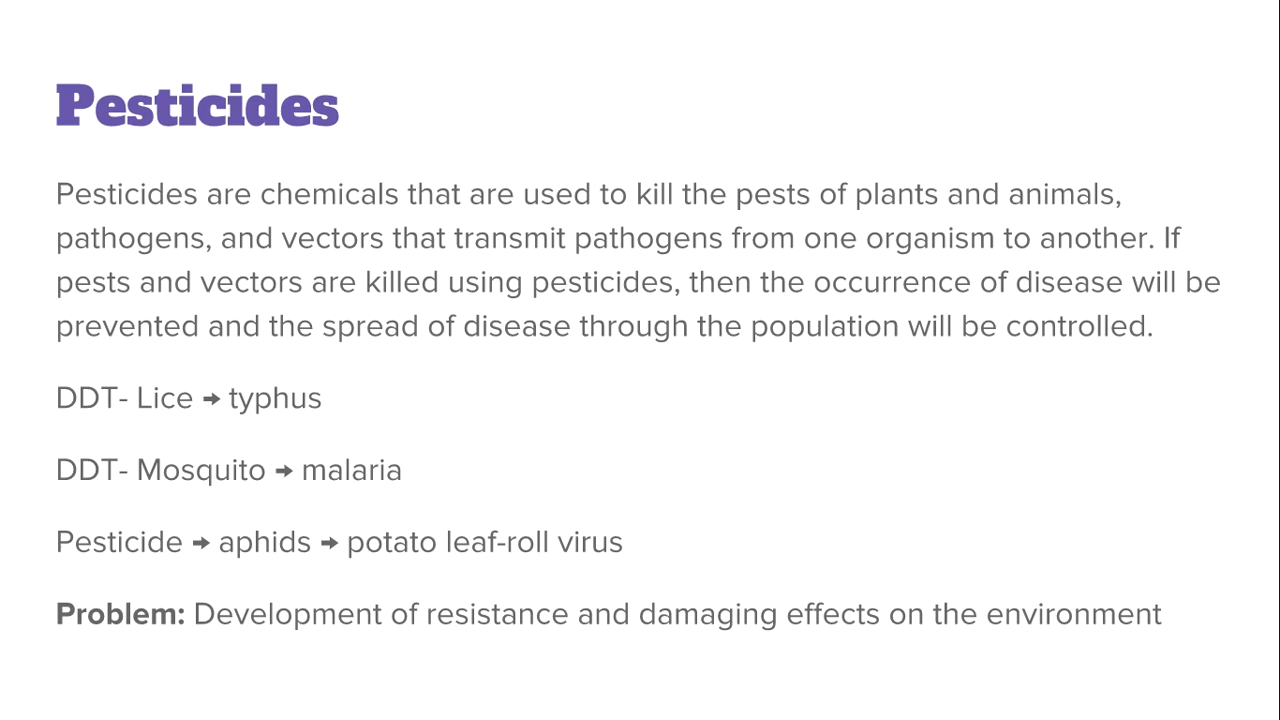 Pesticides
Pesticides are chemicals that are used to kill the pests of plants and animals,
pathogens, and vectors that transmit pathogens from one organism to another. If
pests and vectors are killed using pesticides, then the occurrence of disease will be
prevented and the spread of disease through the population will be controlled.
DDT- Lice → typhus
DDT- Mosquito → malaria
Pesticide → aphids → potato leaf-roll virus
Problem: Development of resistance and damaging effects on the environment